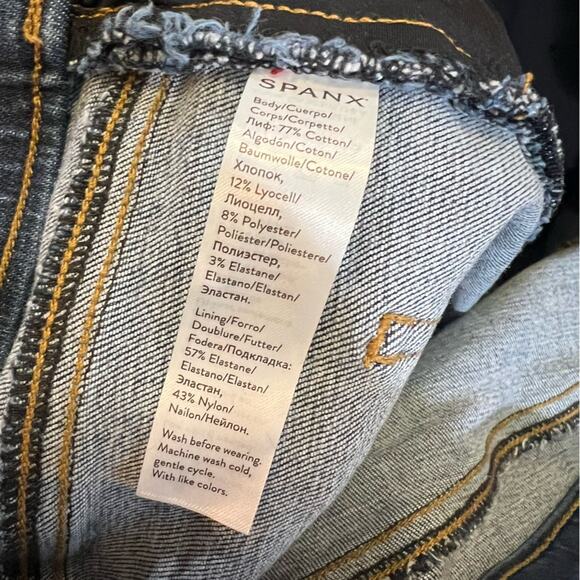 SPANX
Body/Cuerpo/
Corps/Corpetto/
Лиф: 77% Cotton/
Algodón/Coton/
Baumwolle/Cotone/
Хлопок,
12% Lyocell/
Лиоцелл,
8% Polyester/
Poliéster/Poliestere/
Полиэстер,
3% Elastane/
Elastano/Elastan/
Эластан.
Lining/Forro/
Doublure/Futter/
Fodera/Подкладка:
57% Elastane/
Elastano/Elastan/
Эластан,
43% Nylon/
Nailon/Нейлон.
Wash before wearing.
Machine wash cold,
gentle cycle.
With like colors.